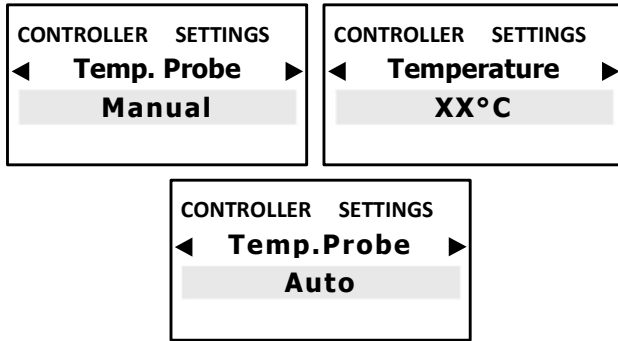 CONTROLLER SETTINGS
◀ Temp. Probe ▶
Manual
CONTROLLER SETTINGS
◀ Temperature ▶
XX°C
CONTROLLER SETTINGS
◀ Temp.Probe ▶
Auto